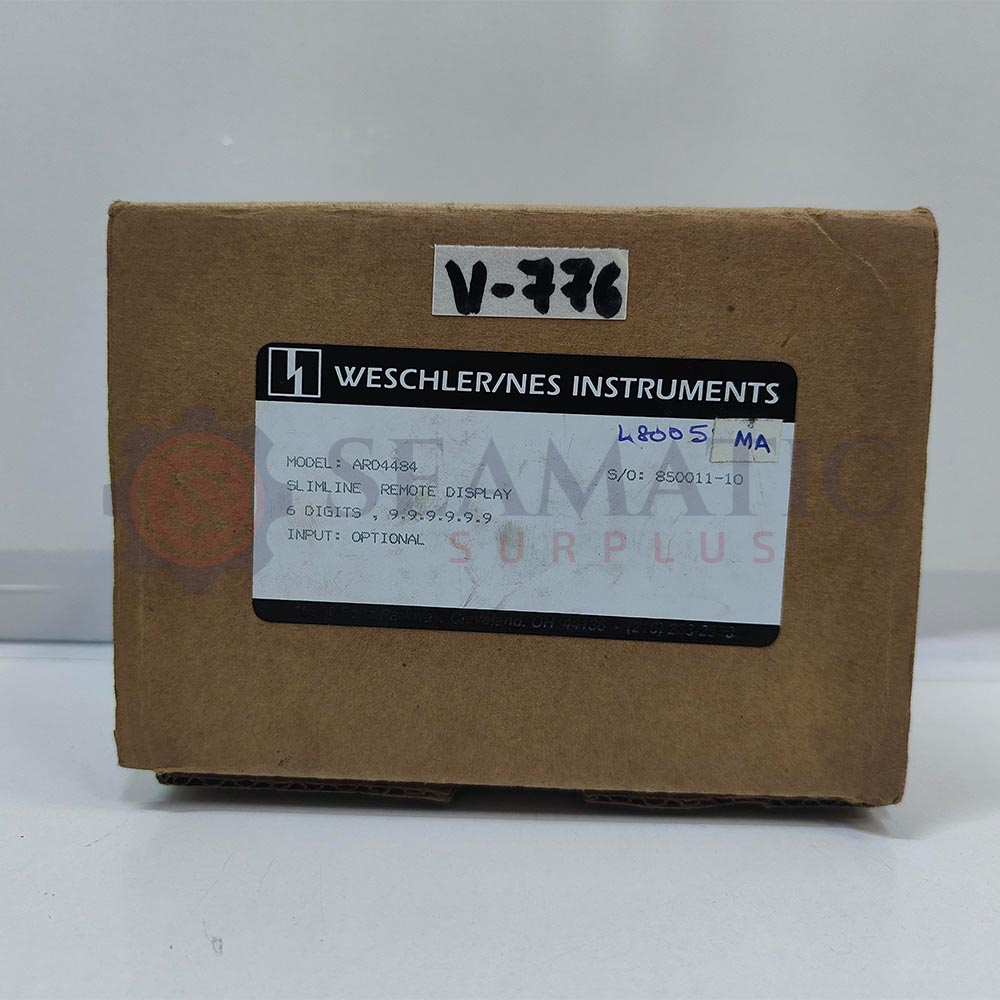 V-776
WESCHLER/NES INSTRUMENTS
L8005 MA
MODEL: ARD4484
S/O: 850011-10
SLIMLINE REMOTE DISPLAY
6 DIGITS , 9.9.9.9.9.9
INPUT: OPTIONAL
Cleveland, OH 44136
SEAMATIC
SURPLUS